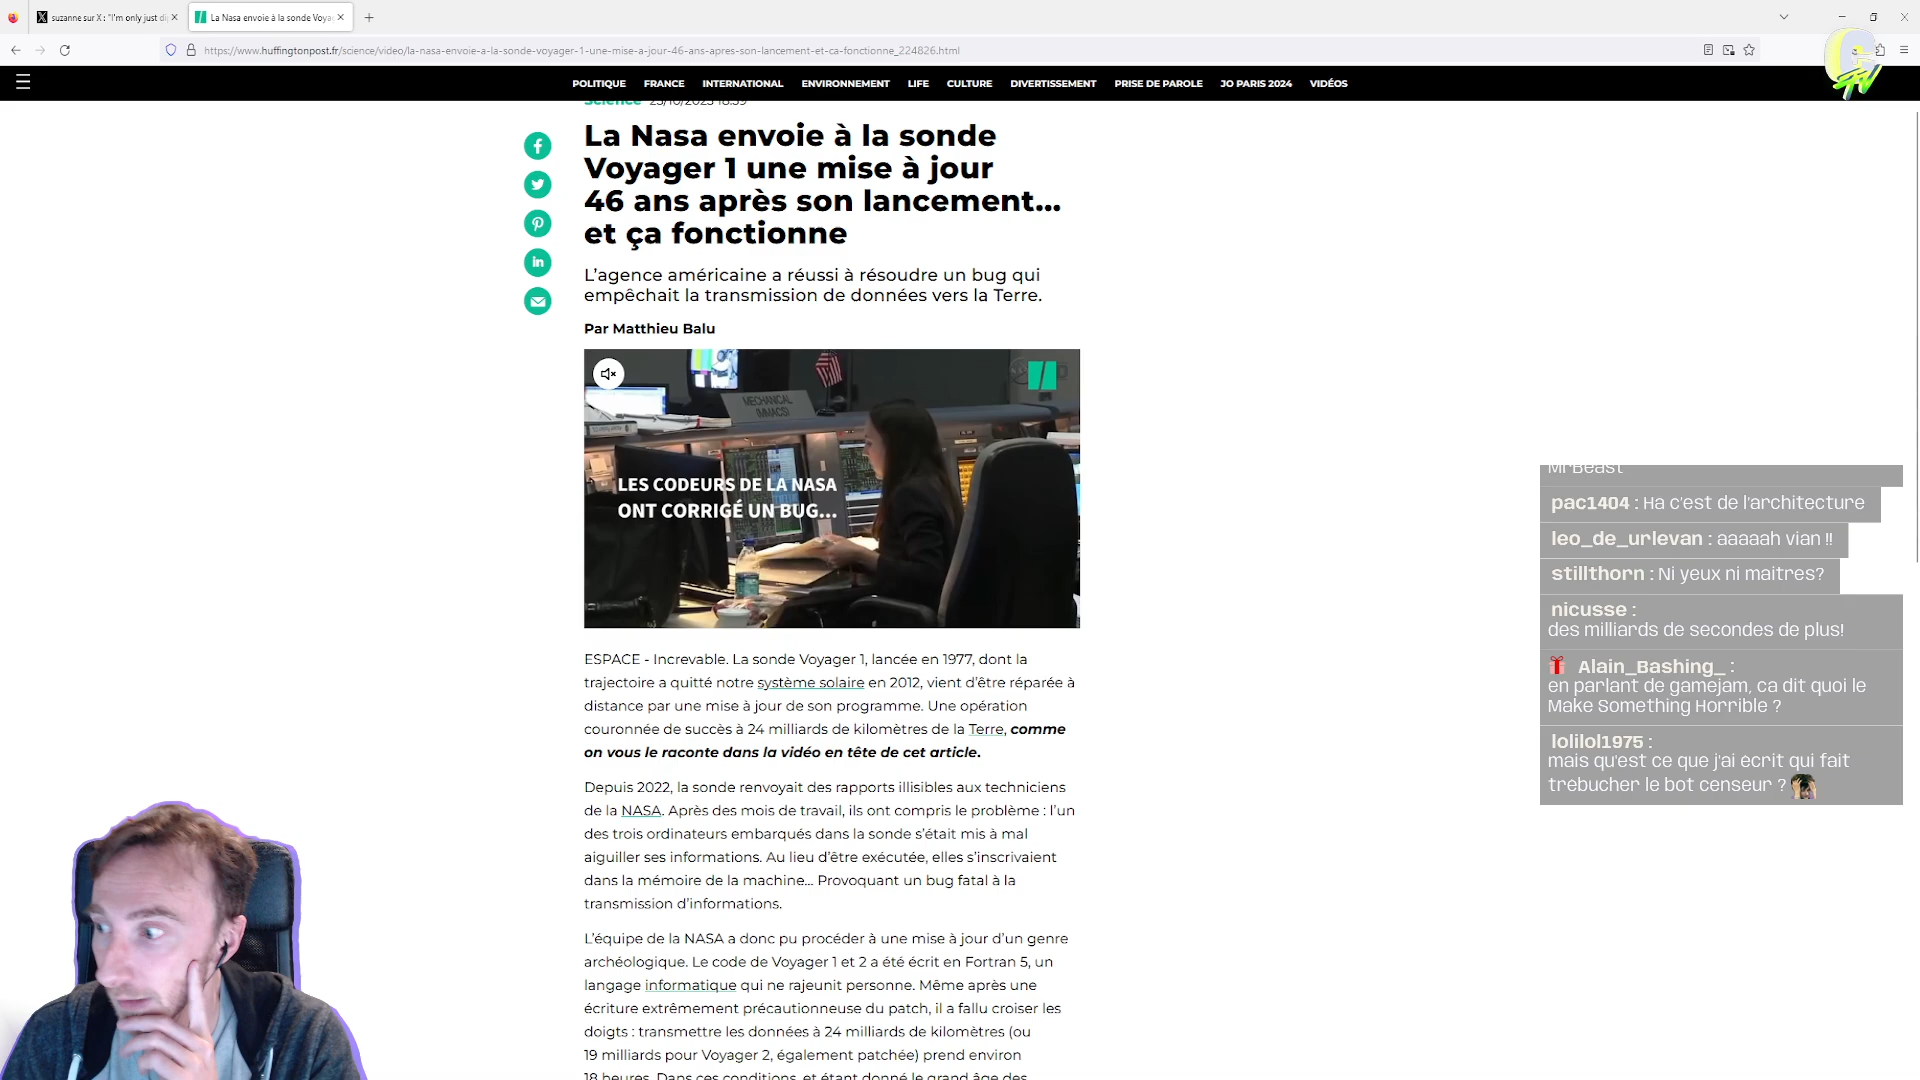 suzanne sur X : "I'm only just di
La Nasa envoie à la sonde Voya
https://www.huffingtonpost.fr/science/video/la-nasa-envoie-a-la-sonde-voyager-1-une-mise-a-jour-46-ans-apres-son-lancement-et-ca-fonctionne_224826.html
POLITIQUE FRANCE INTERNATIONAL ENVIRONNEMENT LIFE CULTURE DIVERTISSEMENT PRISE DE PAROLE JO PARIS 2024 VIDÉOS
Science 25/10/2023 18:39
La Nasa envoie à la sonde
Voyager 1 une mise à jour
46 ans après son lancement...
et ça fonctionne
L'agence américaine a réussi à résoudre un bug qui
empêchait la transmission de données vers la Terre.
Par Matthieu Balu
MECHANICAL
(MMACS)
LES CODEURS DE LA NASA
ONT CORRIGÉ UN BUG...
ESPACE - Increvable. La sonde Voyager 1, lancée en 1977, dont la
trajectoire a quitté notre système solaire en 2012, vient d'être réparée à
distance par une mise à jour de son programme. Une opération
couronnée de succès à 24 milliards de kilomètres de la Terre, comme
on vous le raconte dans la vidéo en tête de cet article.
Depuis 2022, la sonde renvoyait des rapports illisibles aux techniciens
de la NASA. Après des mois de travail, ils ont compris le problème : l'un
des trois ordinateurs embarqués dans la sonde s'était mis à mal
aiguiller ses informations. Au lieu d'être exécutée, elles s'inscrivaient
dans la mémoire de la machine... Provoquant un bug fatal à la
transmission d'informations.
L'équipe de la NASA a donc pu procéder à une mise à jour d'un genre
archéologique. Le code de Voyager 1 et 2 a été écrit en Fortran 5, un
langage informatique qui ne rajeunit personne. Même après une
écriture extrêmement précautionneuse du patch, il a fallu croiser les
doigts : transmettre les données à 24 milliards de kilomètres (ou
19 milliards pour Voyager 2, également patchée) prend environ
18 heures. Dans ces conditions, et étant donné le grand âge des
MrBeast
pac1404 : Ha c'est de l'architecture
leo_de_urlevan : aaaaah vian !!
stillthorn : Ni yeux ni maitres?
nicusse :
des milliards de secondes de plus!
Alain_Bashing_ :
en parlant de gamejam, ca dit quoi le
Make Something Horrible ?
lolilol1975 :
mais qu'est ce que j'ai écrit qui fait
trébucher le bot censeur ?